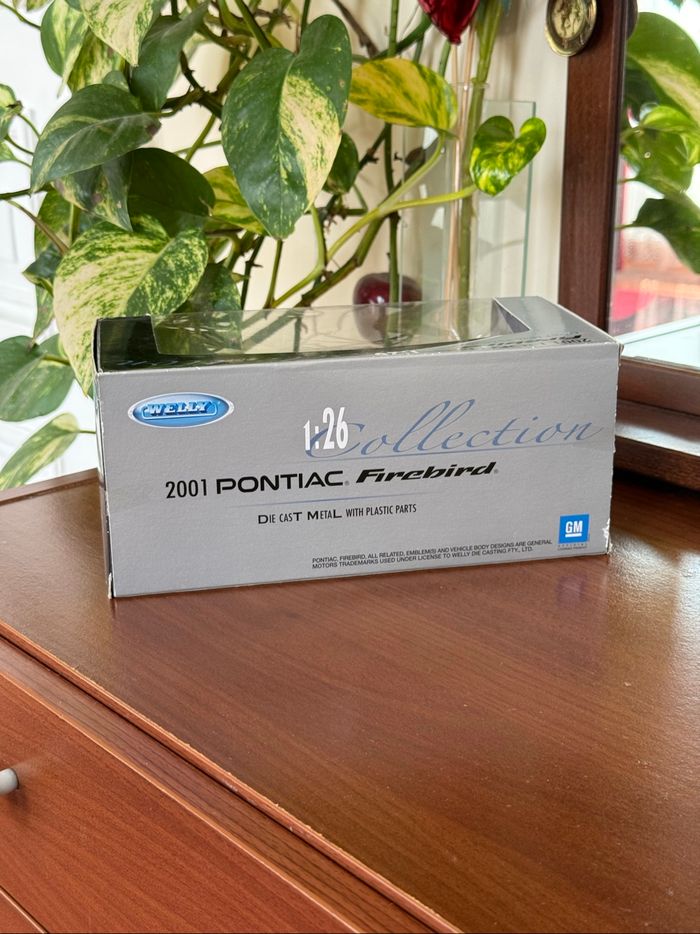 WELLY
1:26 Collection
2001 PONTIAC® Firebird®
DIE CAST METAL WITH PLASTIC PARTS
GM
PONTIAC, FIREBIRD, ALL RELATED, EMBLEM(S) AND VEHICLE BODY DESIGNS ARE GENERAL
MOTORS TRADEMARKS USED UNDER LICENSE TO WELLY DIE CASTING FTY., LTD.